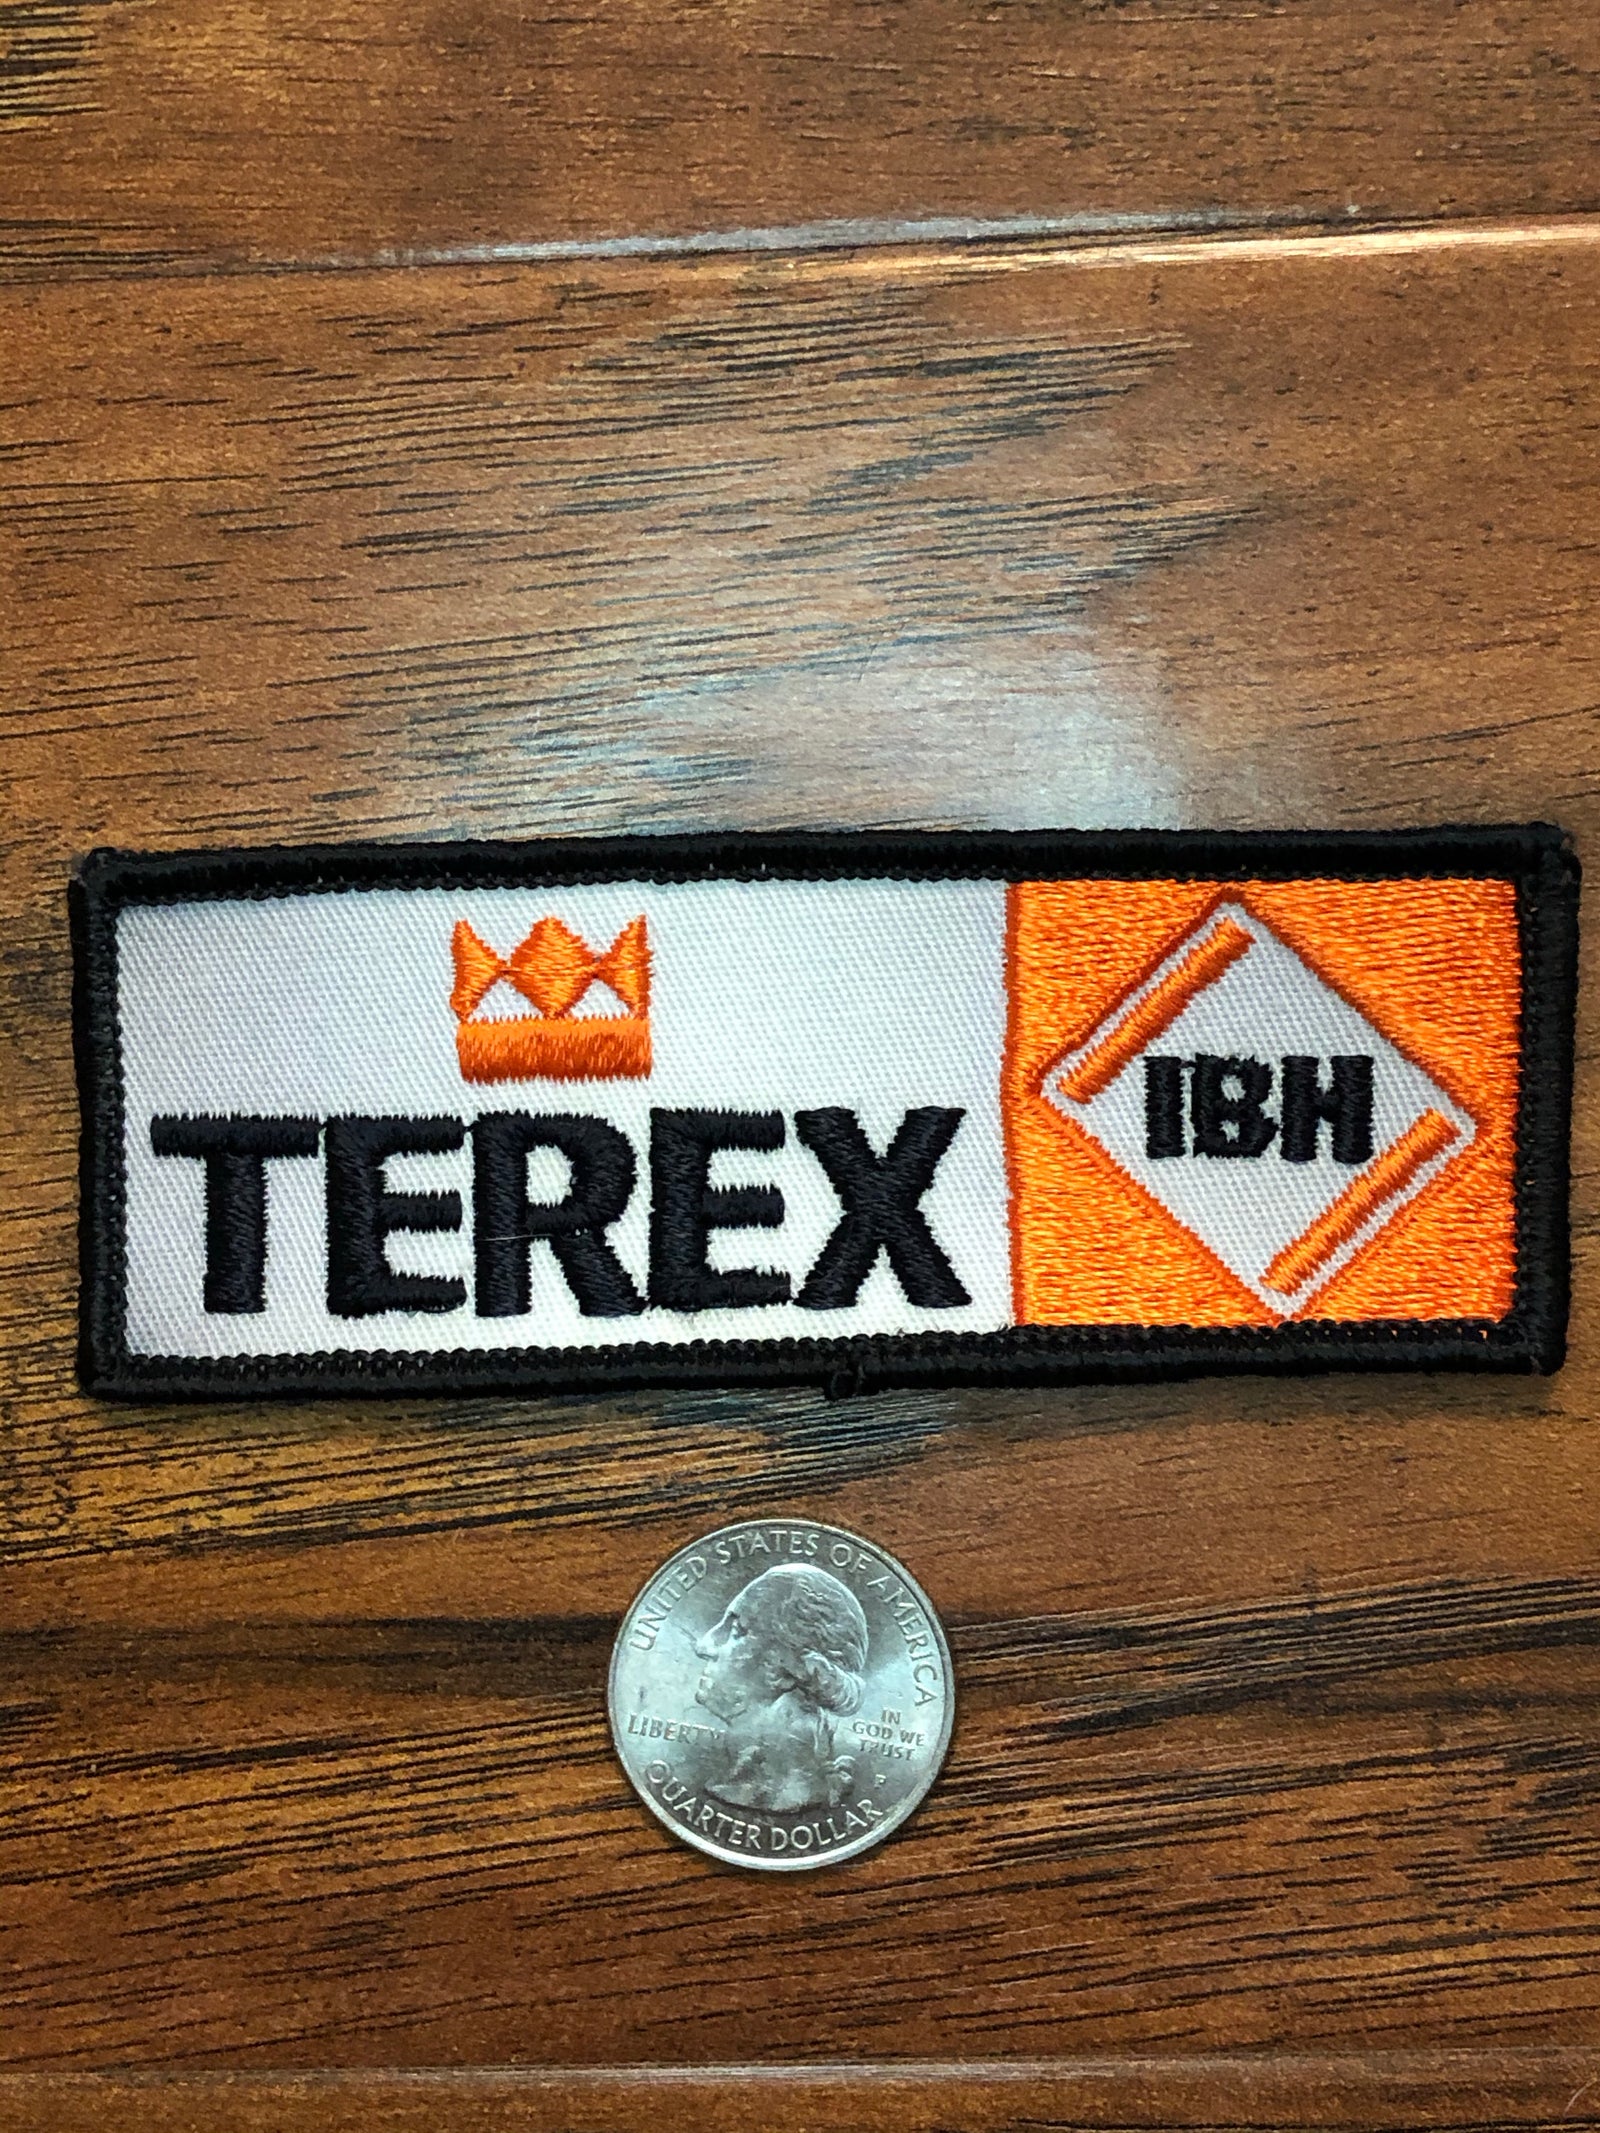 TEREX
IBH
UNITED STATES OF AMERICA
LIBERTY
IN
GOD WE
TRUST
P
QUARTER DOLLAR